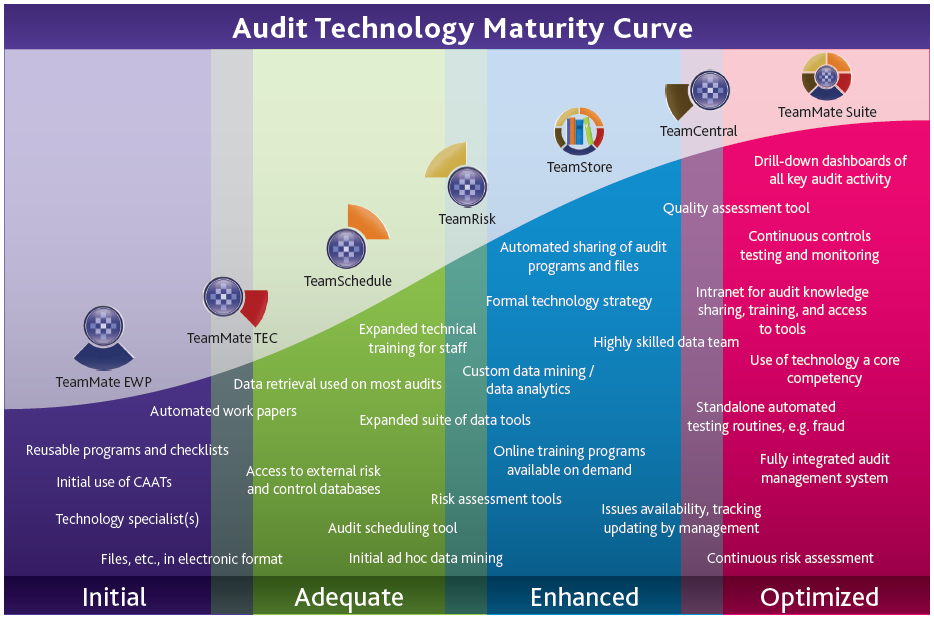 Audit Technology Maturity Curve
TeamMate Suite
TeamCentral
TeamStore
TeamRisk
TeamSchedule
TeamMate TEC
TeamMate EWP
Automated work papers
Reusable programs and checklists
Initial use of CAATs
Technology specialist(s)
Files, etc., in electronic format
Expanded technical
training for staff
Data retrieval used on most audits
Expanded suite of data tools
Access to external risk
and control databases
Risk assessment tools
Audit scheduling tool
Initial ad hoc data mining
Automated sharing of audit
programs and files
Formal technology strategy
Highly skilled data team
Custom data mining /
data analytics
Online training programs
available on demand
Issues availability, tracking
updating by management
Drill-down dashboards of
all key audit activity
Quality assessment tool
Continuous controls
testing and monitoring
Intranet for audit knowledge
sharing, training, and access
to tools
Use of technology a core
competency
Standalone automated
testing routines, e.g. fraud
Fully integrated audit
management system
Continuous risk assessment
Initial
Adequate
Enhanced
Optimized